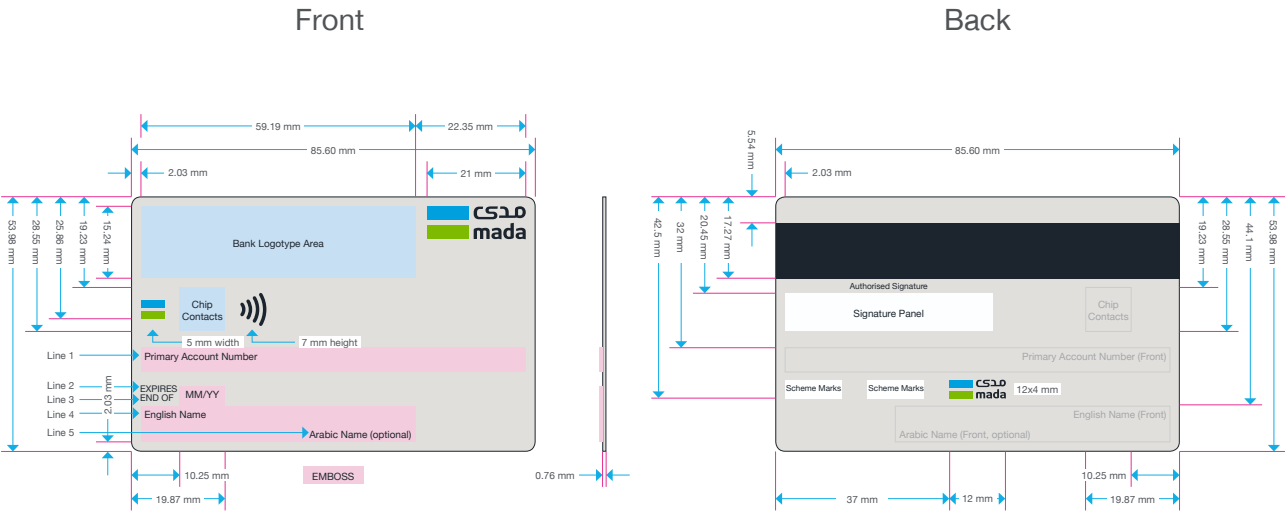 Front
Back
59.19 mm
22.35 mm
85.60 mm
2.03 mm
21 mm
53.98 mm
28.55 mm
25.86 mm
19.23 mm
15.24 mm
Bank Logotype Area
مدى
mada
Chip
Contacts
5 mm width
7 mm height
Line 1
Primary Account Number
Line 2
EXPIRES
Line 3
END OF
MM/YY
Line 4
English Name
Line 5
Arabic Name (optional)
2.03 mm
10.25 mm
19.87 mm
EMBOSS
0.76 mm
5.54 mm
85.60 mm
2.03 mm
42.5 mm
32 mm
20.45 mm
17.27 mm
19.23 mm
28.55 mm
44.1 mm
53.98 mm
Authorised Signature
Signature Panel
Chip
Contacts
Primary Account Number (Front)
Scheme Marks
Scheme Marks
مدى
mada
12x4 mm
English Name (Front)
Arabic Name (Front, optional)
10.25 mm
37 mm
12 mm
19.87 mm